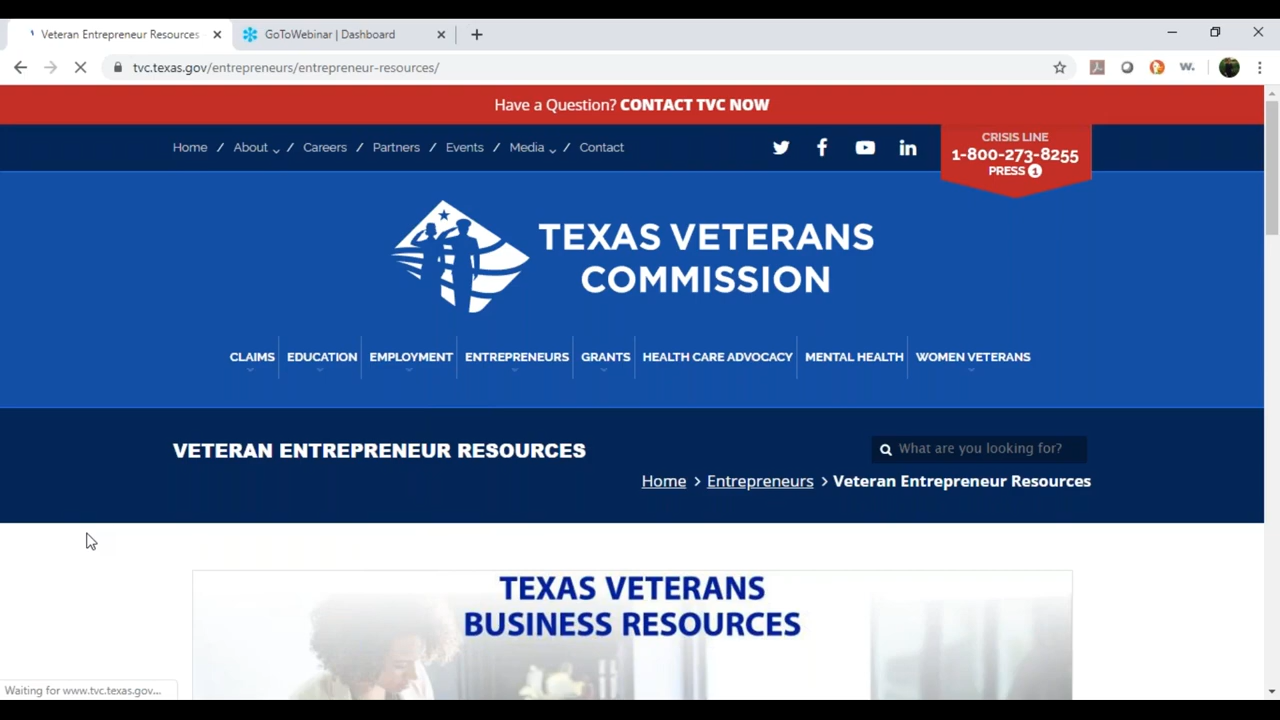 Veteran Entrepreneur Resources
GoToWebinar | Dashboard
tvc.texas.gov/entrepreneurs/entrepreneur-resources/
w.
Have a Question? CONTACT TVC NOW
Home / About / Careers / Partners / Events / Media / Contact
CRISIS LINE
1-800-273-8255
PRESS 1
TEXAS VETERANS
COMMISSION
CLAIMS EDUCATION EMPLOYMENT ENTREPRENEURS GRANTS HEALTH CARE ADVOCACY MENTAL HEALTH WOMEN VETERANS
VETERAN ENTREPRENEUR RESOURCES
What are you looking for?
Home > Entrepreneurs > Veteran Entrepreneur Resources
TEXAS VETERANS
BUSINESS RESOURCES
Waiting for www.tvc.texas.gov...